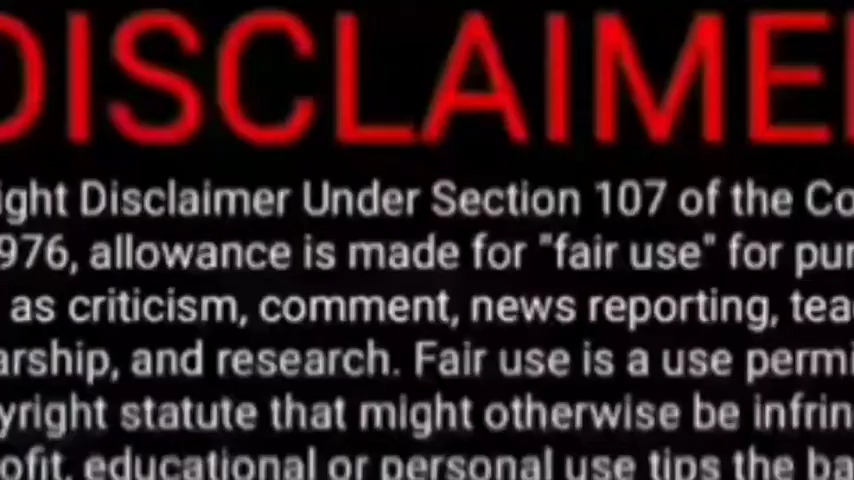 DISCLAIME
ight Disclaimer Under Section 107 of the Co
976, allowance is made for "fair use" for pur
as criticism, comment, news reporting, tea
arship, and research. Fair use is a use permi
yright statute that might otherwise be infrin
ofit, educational or personal use tips the ba